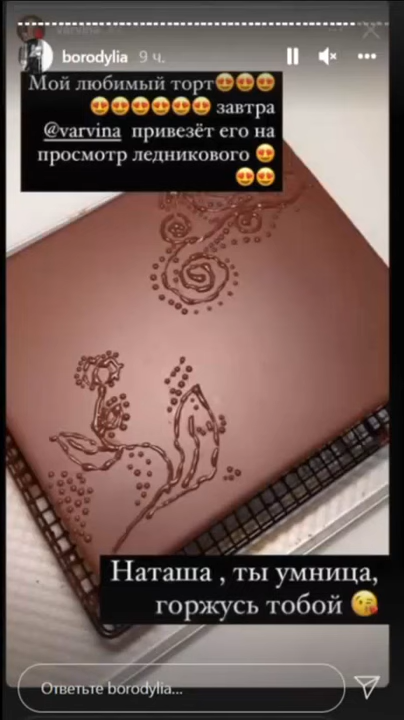 borodylia 9 ч.
Мой любимый торт😍😍😍
😍😍😍😍😍😍 завтра
@varvina привезёт его на
просмотр ледникового 😍
😍😍
Наташа , ты умница,
горжусь тобой 😘
Ответьте borodylia...